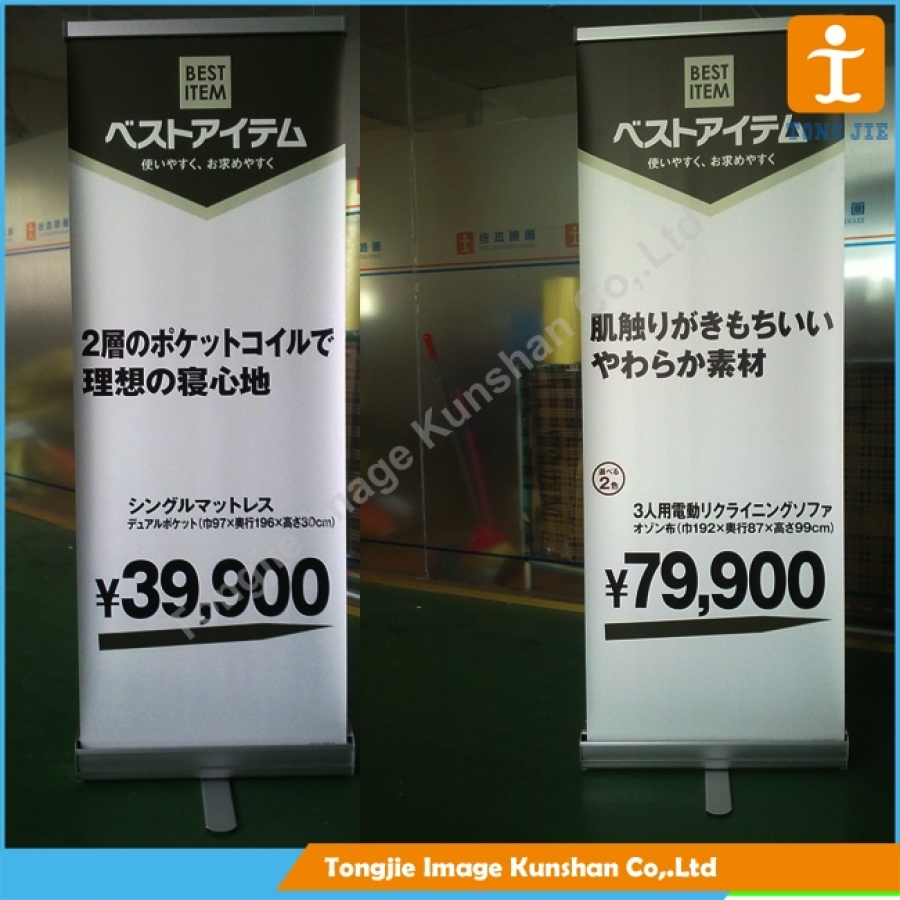 BEST
ITEM
ベストアイテム
使いやすく、お求めやすく
2層のポケットコイルで
理想の寝心地
シングルマットレス
デュアルポケット(巾97×奥行196×高さ30cm)
¥39,900
BEST
ITEM
ベストアイテム
使いやすく、お求めやすく
肌触りがきもちいい
やわらか素材
選べる
2色
3人用電動リクライニングソファ
オゾン布(巾192×奥行87×高さ99cm)
¥79,900
TONG JIE
Tongjie Image Kunshan Co,.Ltd
Tongjie Image Kunshan Co,.Ltd